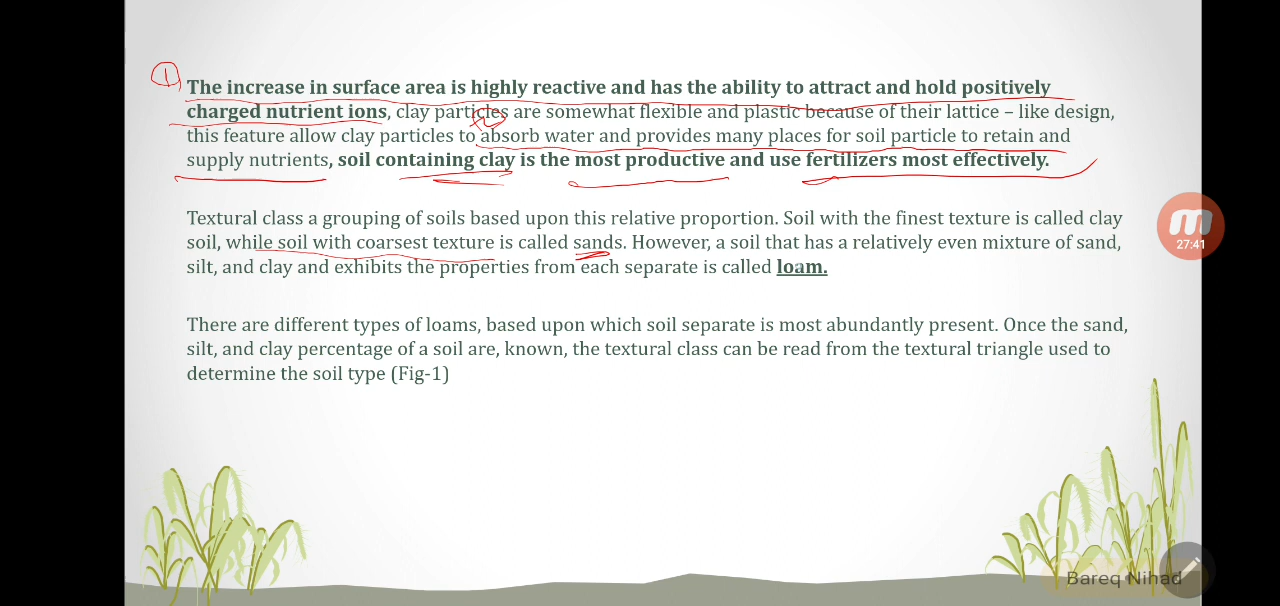 1
The increase in surface area is highly reactive and has the ability to attract and hold positively
charged nutrient ions, clay particles are somewhat flexible and plastic because of their lattice – like design,
2
this feature allow clay particles to absorb water and provides many places for soil particle to retain and
supply nutrients, soil containing clay is the most productive and use fertilizers most effectively.
Textural class a grouping of soils based upon this relative proportion. Soil with the finest texture is called clay
soil, while soil with coarsest texture is called sands. However, a soil that has a relatively even mixture of sand,
silt, and clay and exhibits the properties from each separate is called loam.
There are different types of loams, based upon which soil separate is most abundantly present. Once the sand,
silt, and clay percentage of a soil are, known, the textural class can be read from the textural triangle used to
determine the soil type (Fig-1)
27:41
Bareq Nihad